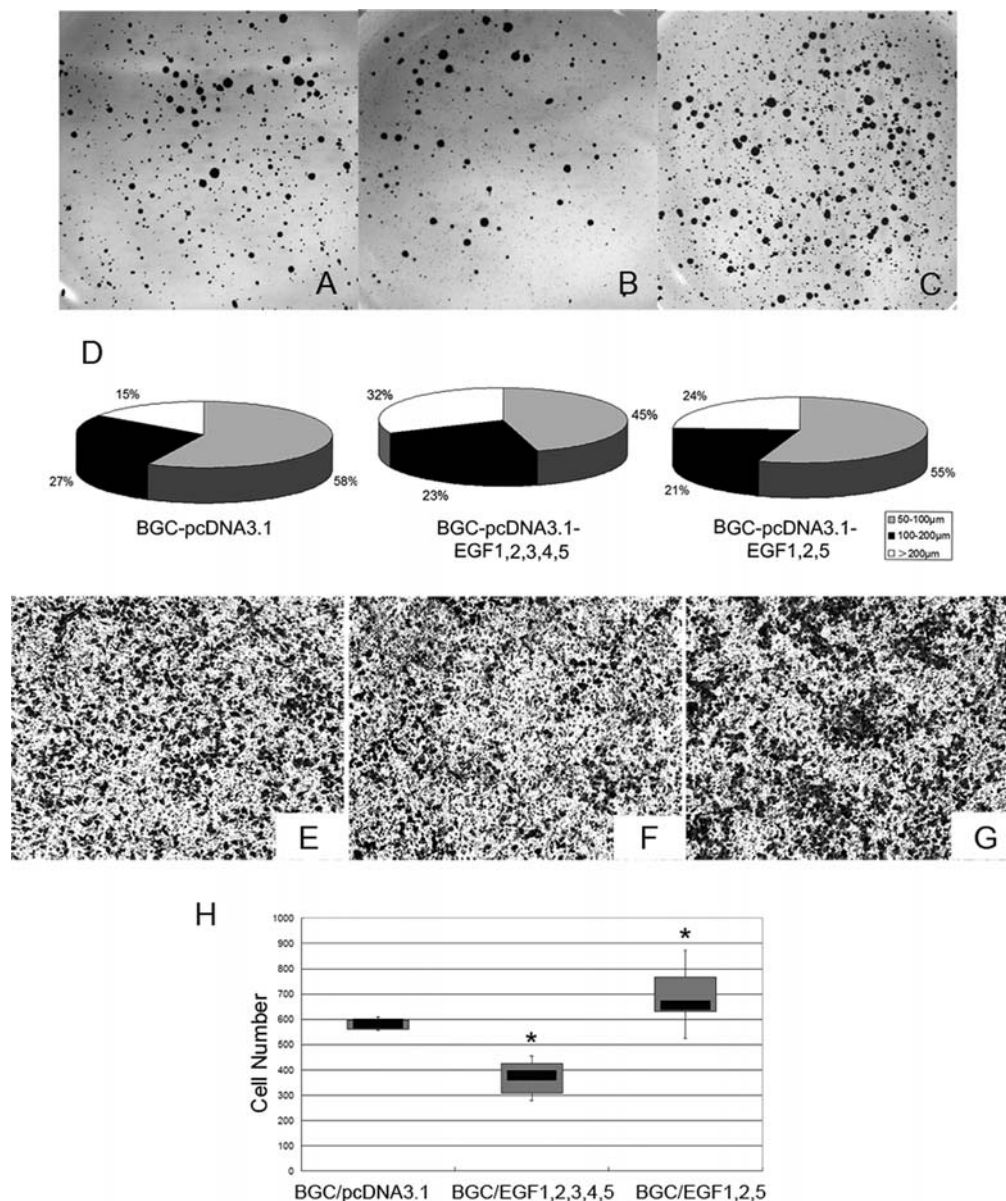 A
B
C
D
15%
27%
58%
BGC-pcDNA3.1
32%
45%
23%
BGC-pcDNA3.1-
EGF1,2,3,4,5
24%
55%
21%
BGC-pcDNA3.1-
EGF1,2,5
50-100μm
100-200μm
>200μm
E
F
G
H
Cell Number
1000
900
800
700
600
500
400
300
200
100
0
*
*
BGC/pcDNA3.1
BGC/EGF1,2,3,4,5
BGC/EGF1,2,5